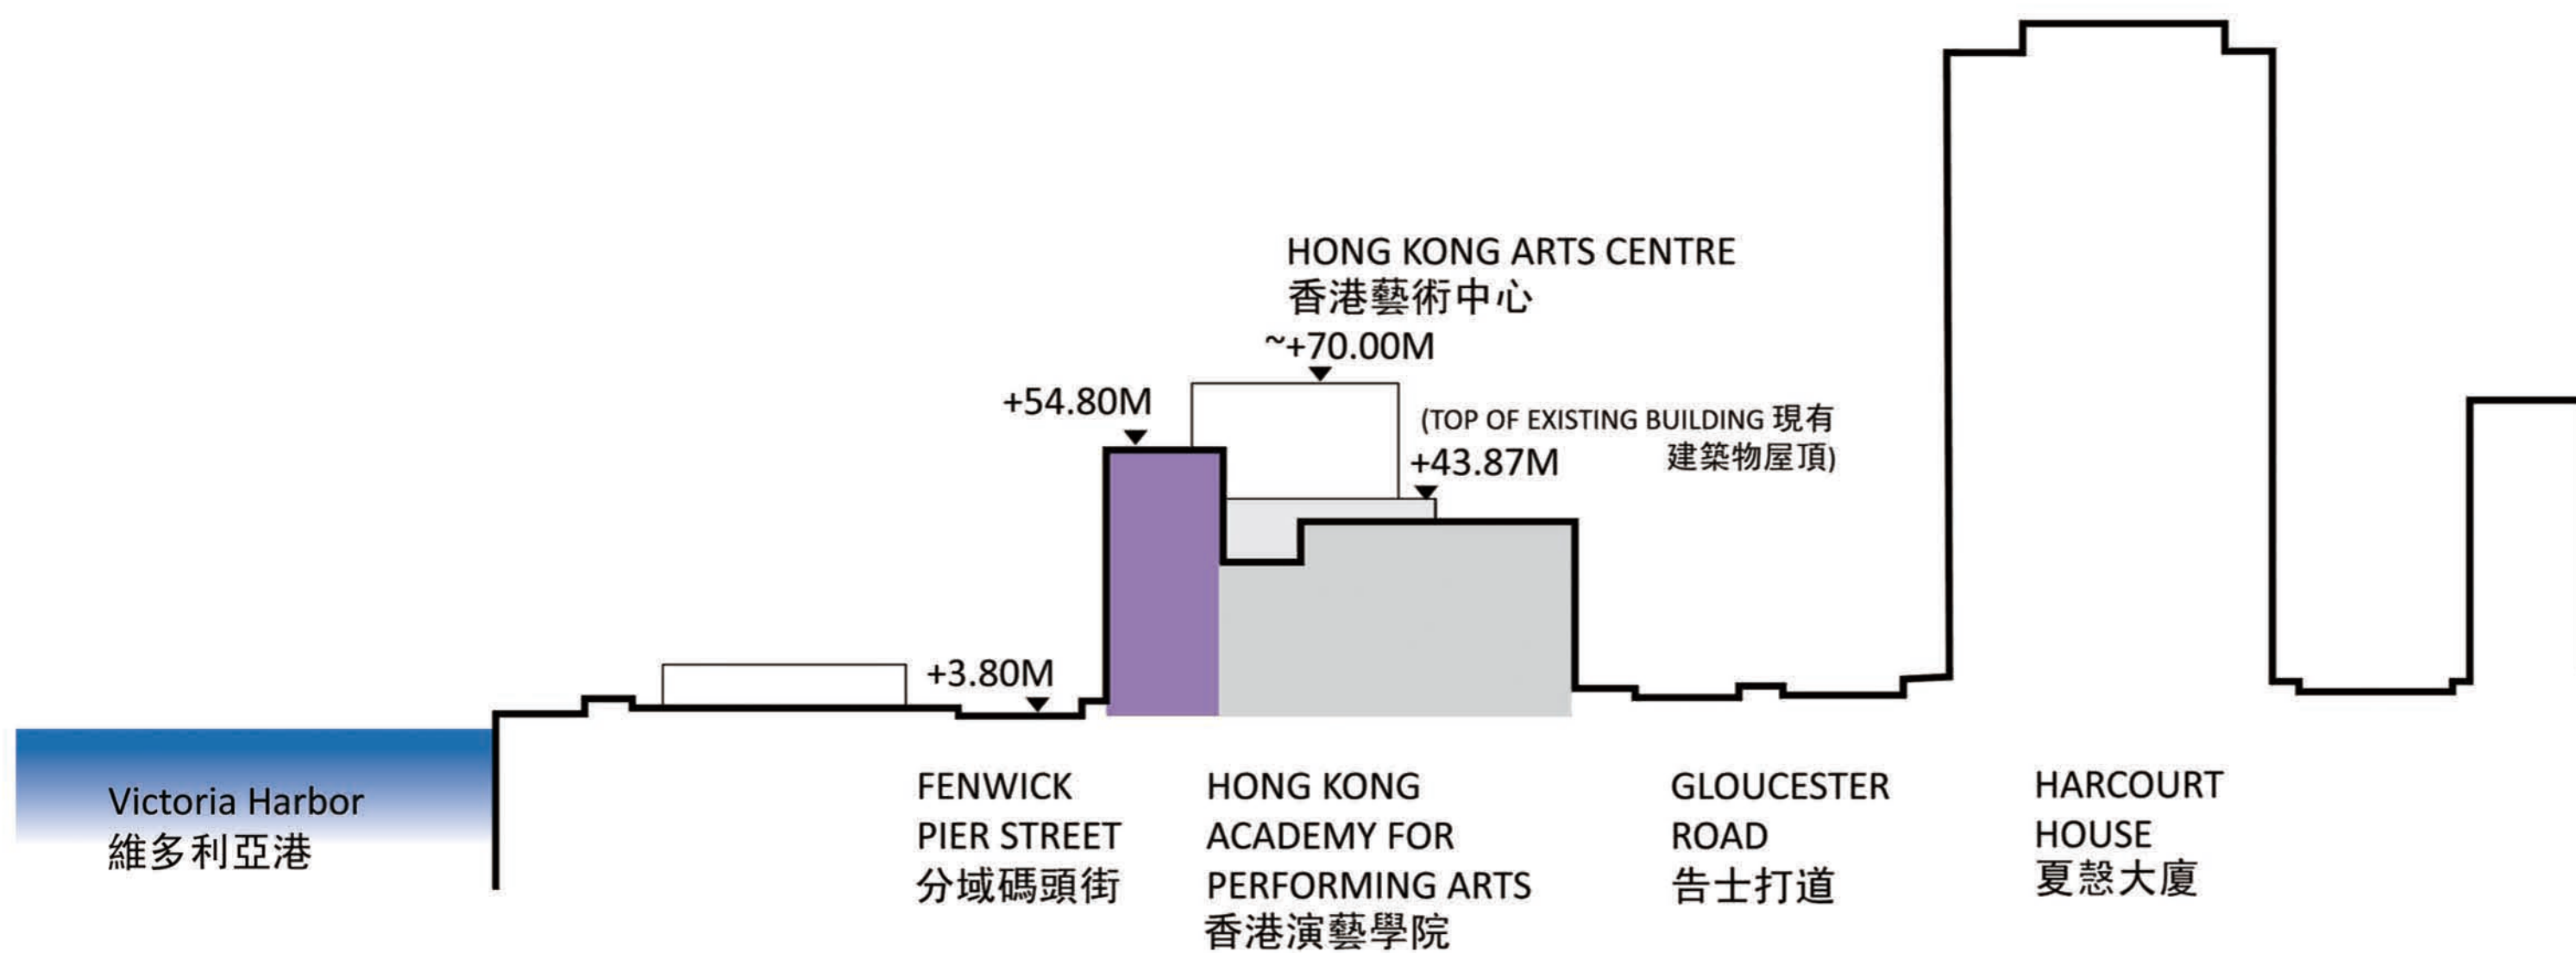 HONG KONG ARTS CENTRE
香港藝術中心
~+70.00M
+54.80M
(TOP OF EXISTING BUILDING 現有
建築物屋頂)
+43.87M
+3.80M
Victoria Harbor
維多利亞港
FENWICK
PIER STREET
分域碼頭街
HONG KONG
ACADEMY FOR
PERFORMING ARTS
香港演藝學院
GLOUCESTER
ROAD
告士打道
HARCOURT
HOUSE
夏愨大廈